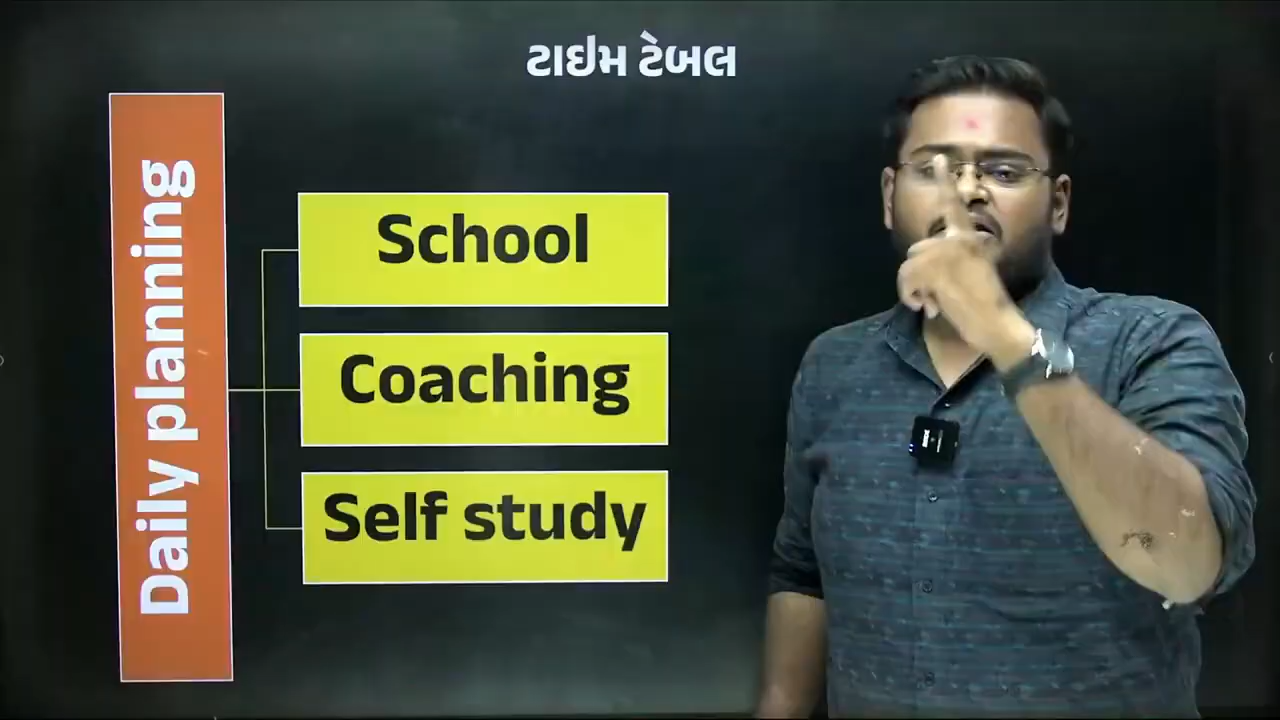 ટાઇમ ટેબલ
Daily planning
School
Coaching
Self study